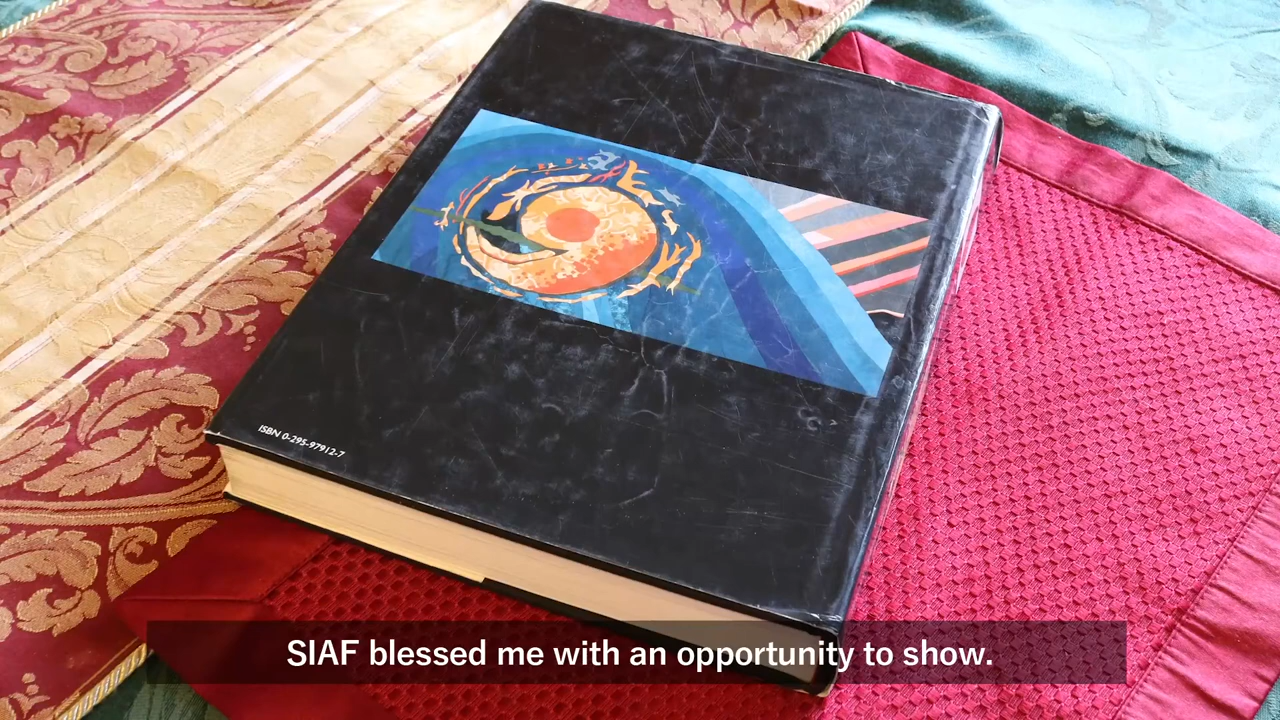 ISBN 0-295-97912-7
SIAF blessed me with an opportunity to show.